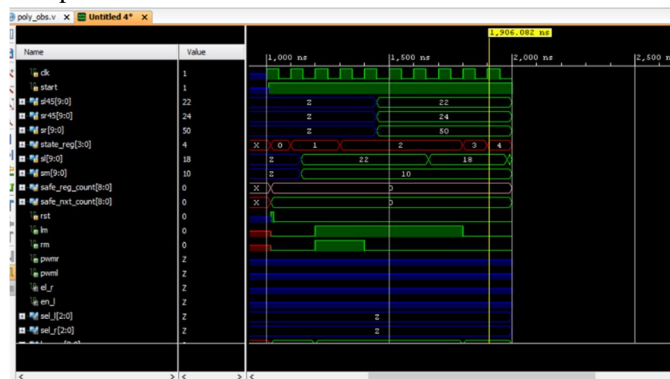 poly_obs.v X Untitled 4* X
1,906.082 ns
Name Value
1,000 ns 1,500 ns 2,000 ns 2,500 n
clk 1
start 1
sl45[9:0] 22 Z 22
sr45[9:0] 24 Z 24
sr[9:0] 50 Z 50
state_reg[3:0] 4 X 0 1 2 3 4
sl[9:0] 18 Z 22 18
sm[9:0] 10 Z 10
safe_reg_count[8:0] 0 X 0
safe_nxt_count[8:0] 0 X 0
rst 0
lm 0
rm 0
pwmr Z
pwml Z
el_r Z
en_l Z
sel_l[2:0] Z Z
sel_r[2:0] Z Z